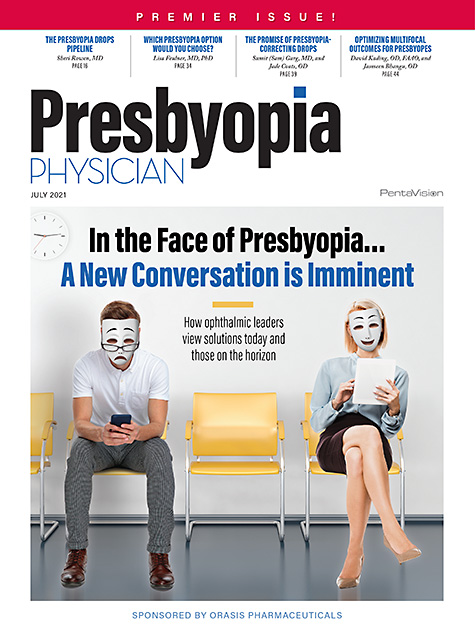 PREMIER ISSUE!
THE PRESBYOPIA DROPS
PIPELINE
Sheri Rowen, MD
PAGE 16
WHICH PRESBYOPIA OPTION
WOULD YOU CHOOSE?
Lisa Feulner, MD, PhD
PAGE 34
THE PROMISE OF PRESBYOPIA-
CORRECTING DROPS
Sumit (Sam) Garg, MD, and
Jade Coats, OD
PAGE 39
OPTIMIZING MULTIFOCAL
OUTCOMES FOR PRESBYOPES
David Kading, OD, FAAO, and
Jasmeen Bhanga, OD
PAGE 44
Presbyopia
PHYSICIAN
JULY 2021
PentaVision
In the Face of Presbyopia...
A New Conversation is Imminent
How ophthalmic leaders
view solutions today and
those on the horizon
SPONSORED BY ORASIS PHARMACEUTICALS